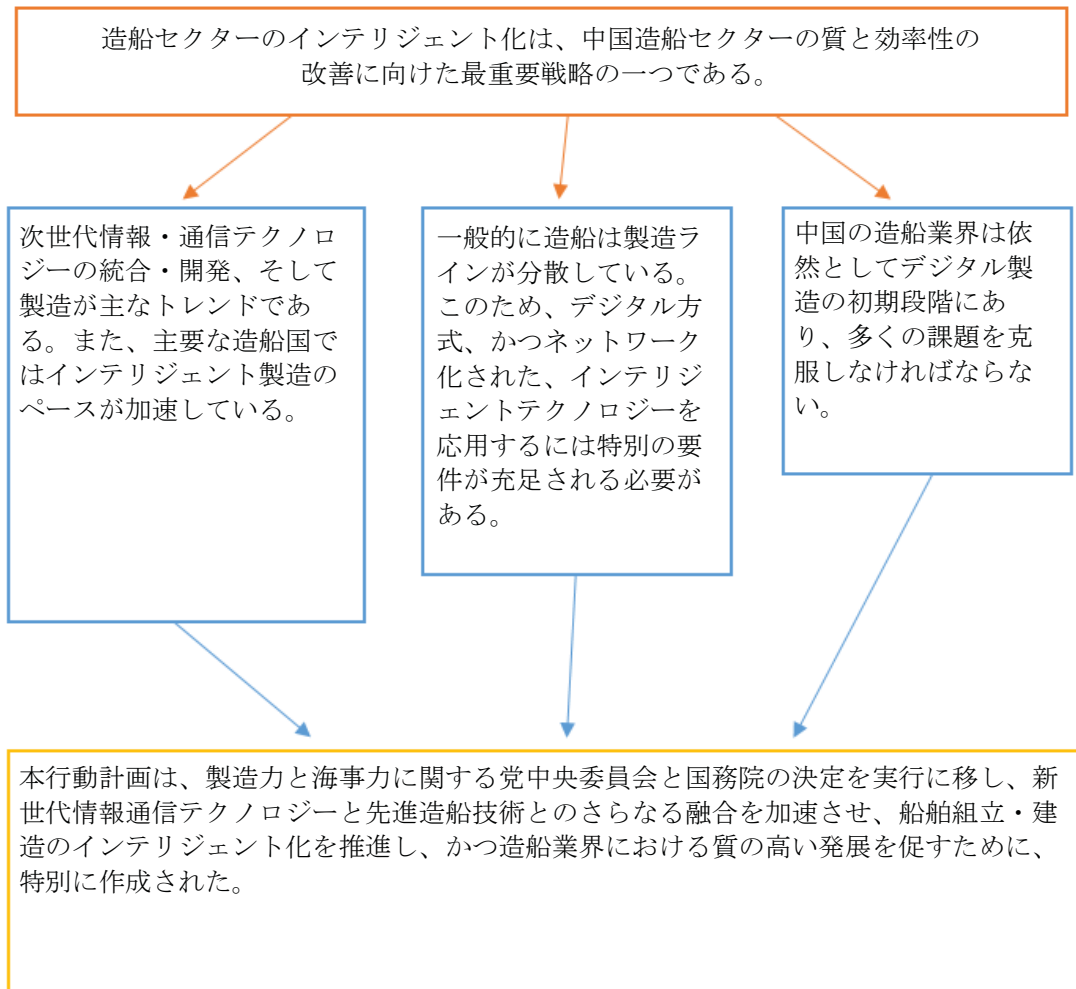 造船セクターのインテリジェント化は、中国造船セクターの質と効率性の
改善に向けた最重要戦略の一つである。
次世代情報・通信テクノロ
ジーの統合・開発、そして
製造が主なトレンドであ
る。また、主要な造船国で
はインテリジェント製造の
ペースが加速している。
一般的に造船は製造ラ
インが分散している。
このため、デジタル方
式、かつネットワーク
化された、インテリジ
ェントテクノロジーを
応用するには特別の要
件が充足される必要が
ある。
中国の造船業界は依
然としてデジタル製
造の初期段階にあ
り、多くの課題を克
服しなければならな
い。
本行動計画は、製造力と海事力に関する党中央委員会と国務院の決定を実行に移し、新
世代情報通信テクノロジーと先進造船技術とのさらなる融合を加速させ、船舶組立・建
造のインテリジェント化を推進し、かつ造船業界における質の高い発展を促すために、
特別に作成された。